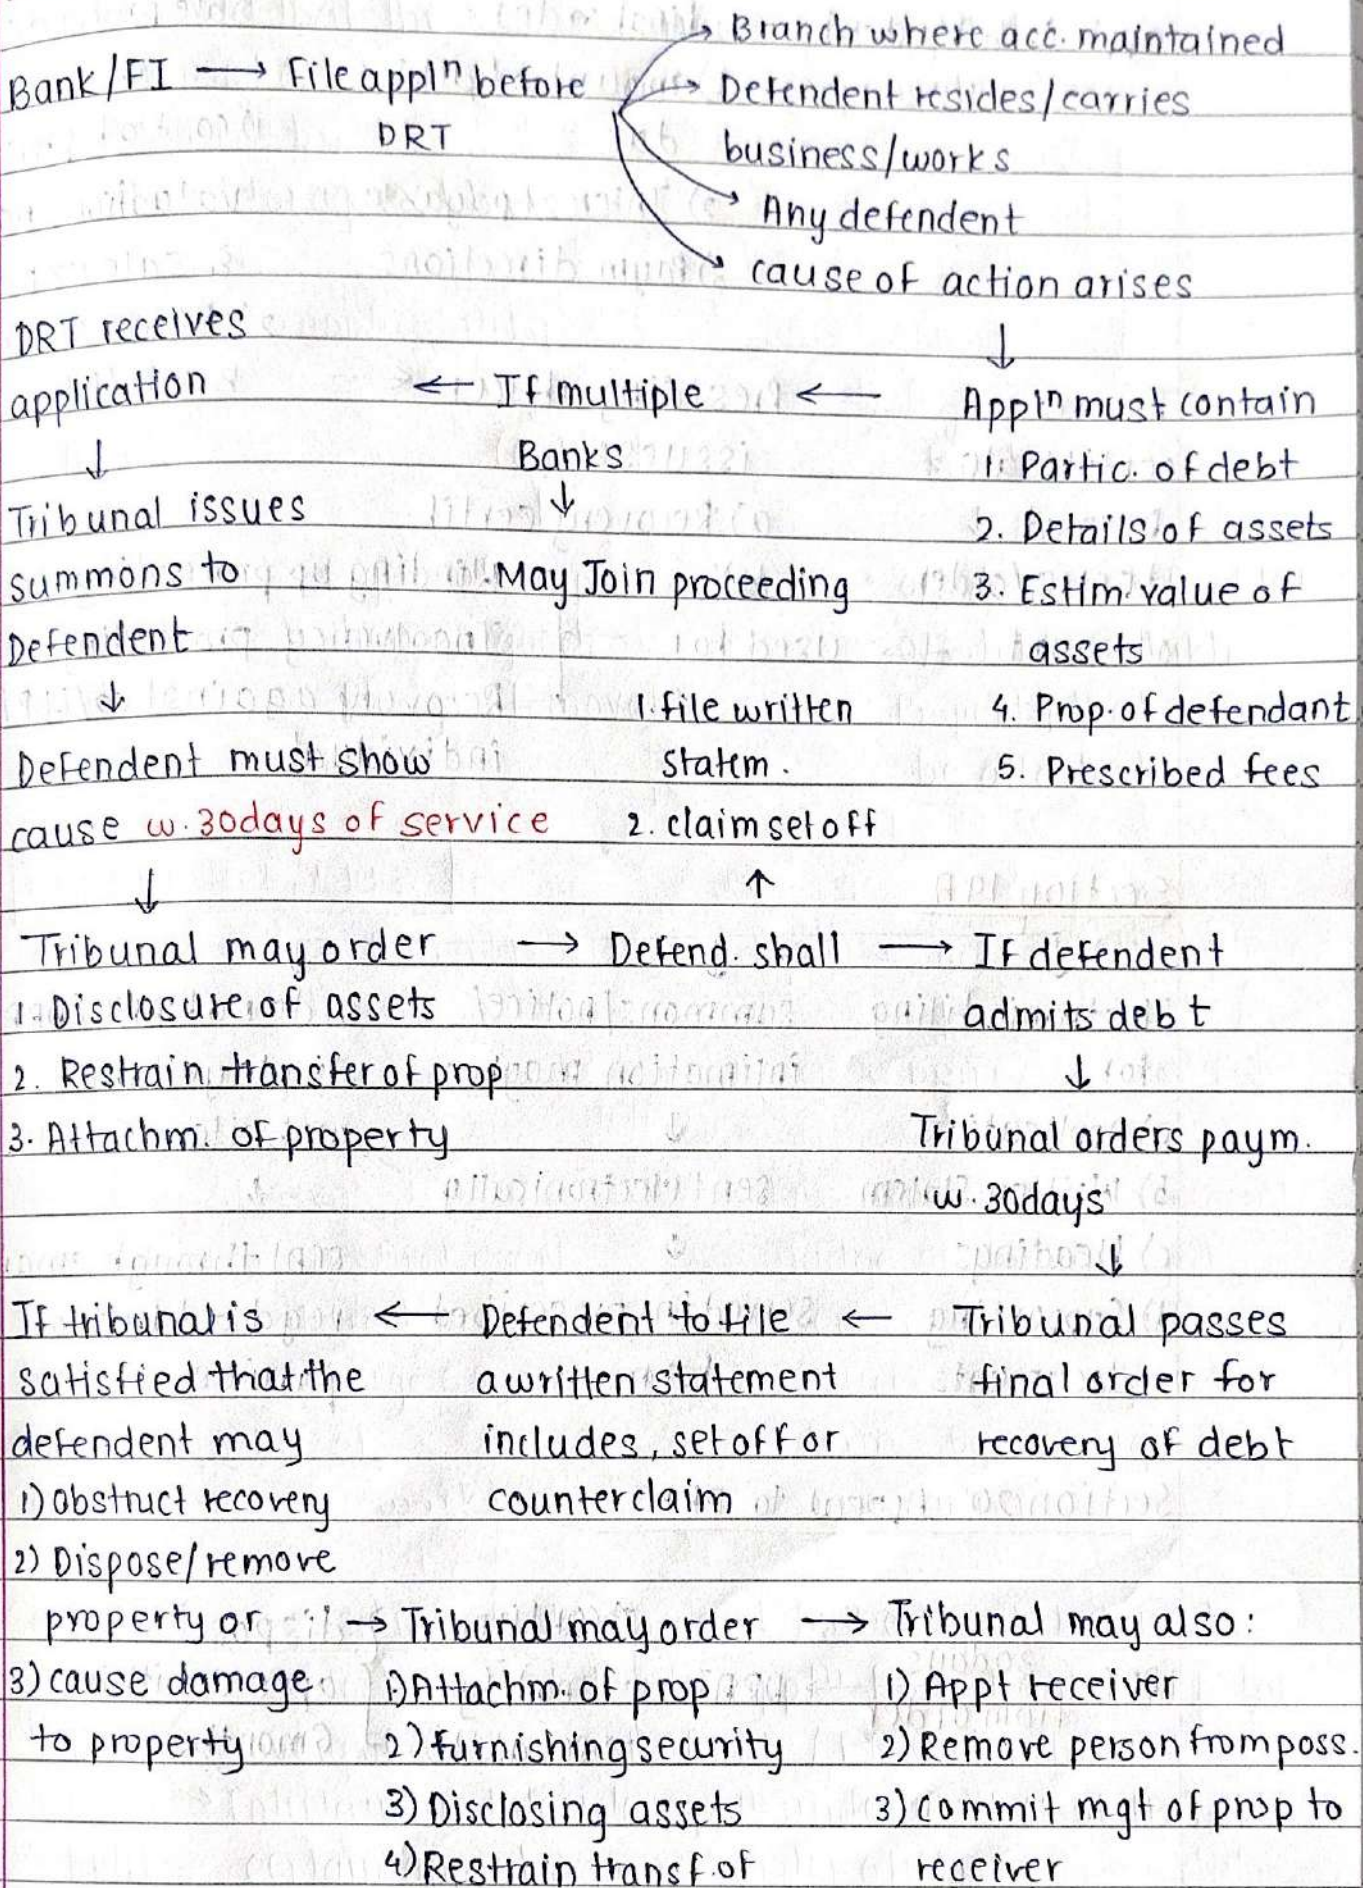 Branch where acc. maintained
Bank/FI → File appln before → Defendent resides/carries
DRT business/works
→ Any defendent
→ cause of action arises
DRT receives ↓
application ← If multiple ← Appln must contain
↓ Banks 1. Partic. of debt
Tribunal issues ↓ 2. Details of assets
summons to May Join proceeding 3. Estim value of
Defendent assets
↓ 1. file written 4. Prop. of defendant
Defendent must show statem. 5. Prescribed fees
cause w. 30days of service 2. claim set off
↓ ↑
Tribunal may order → Defend. shall → If defendent
1. Disclosure of assets admits debt
2. Restrain transfer of prop ↓
3. Attachm. of property Tribunal orders paym.
w. 30days
↓
If tribunal is ← Defendent to file ← Tribunal passes
satisfied that the a written statement final order for
defendent may includes, set off or recovery of debt
1) obstruct recovery counterclaim
2) Dispose/remove
property or → Tribunal may order → Tribunal may also:
3) cause damage 1) Attachm. of prop 1) Appt receiver
to property 2) furnishing security 2) Remove person from poss.
3) Disclosing assets 3) commit mgt of prop to
4) Restrain transf. of receiver